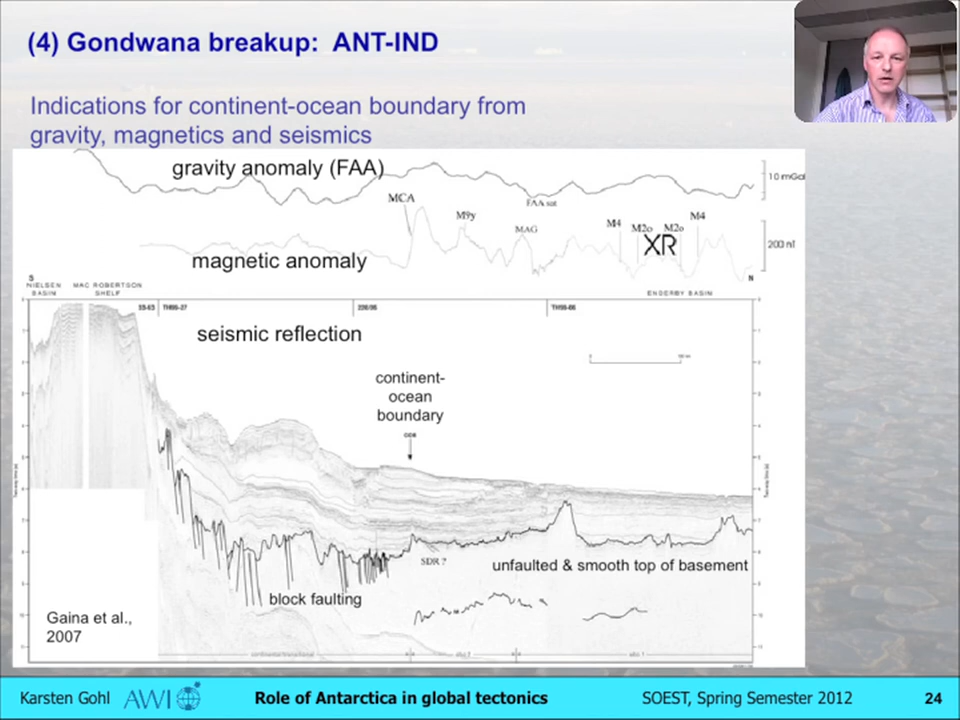 (4) Gondwana breakup: ANT-IND
Indications for continent-ocean boundary from
gravity, magnetics and seismics
gravity anomaly (FAA)
10 mGal
MCA
FAA sat
M9y
MAG
M4
M2o
XR
M2o
M4
200 nT
magnetic anomaly
S
N
NIELSEN
BASIN
MAC ROBERTSON
SHELF
ENDERBY BASIN
seismic reflection
continent-
ocean
boundary
COB
SDR ?
unfaulted & smooth top of basement
block faulting
Gaina et al.,
2007
Karsten Gohl
AWI
Role of Antarctica in global tectonics
SOEST, Spring Semester 2012
24